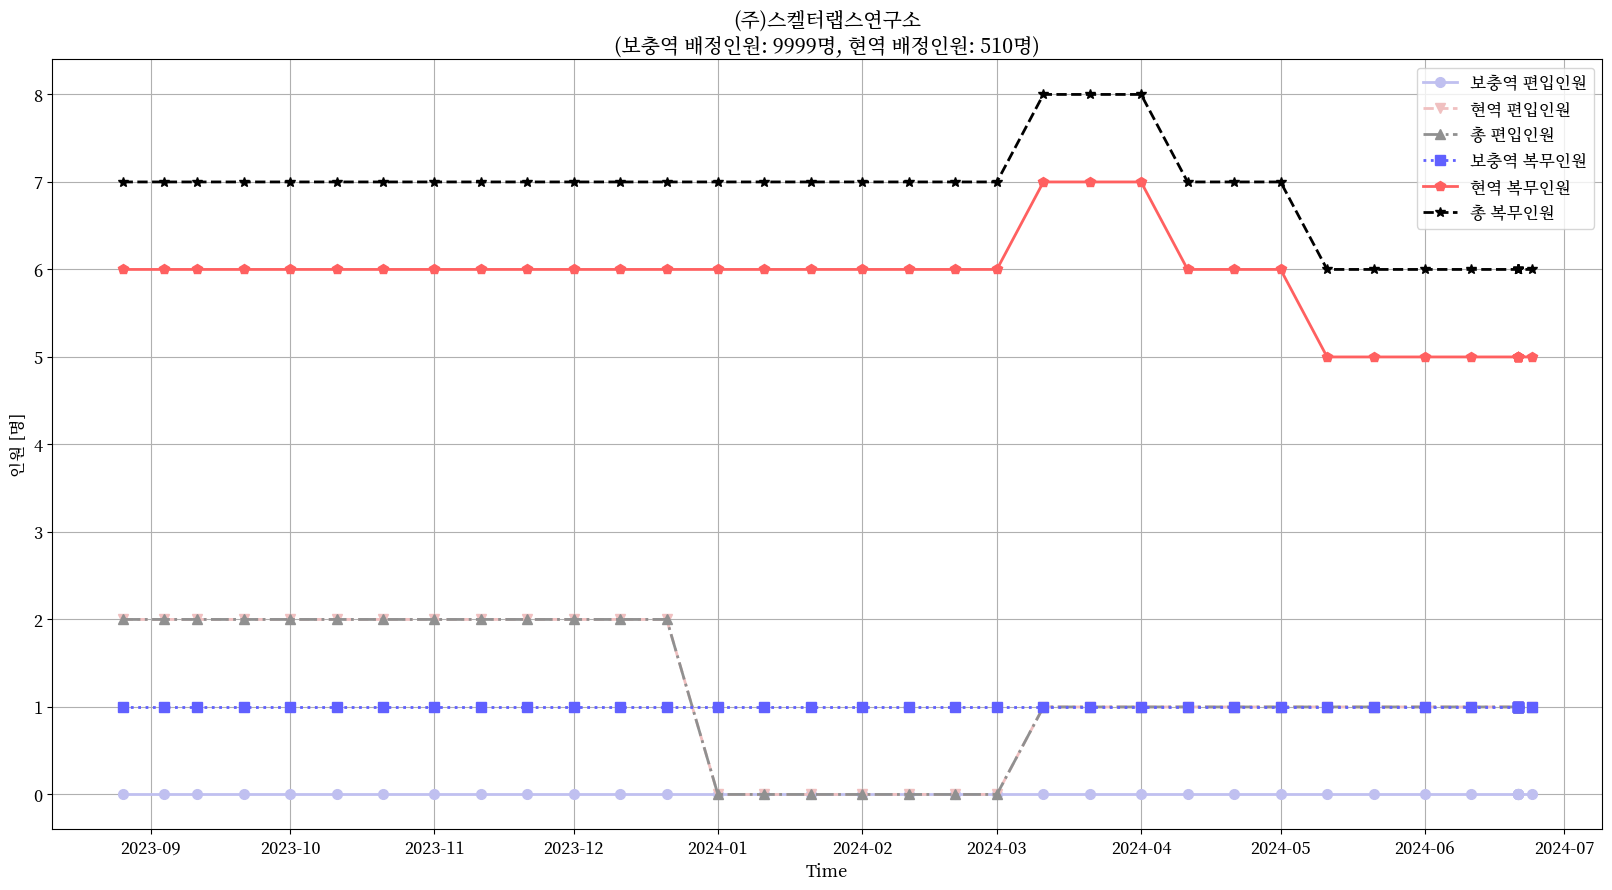 (주)스켈터랩스연구소
(보충역 배정인원: 9999명, 현역 배정인원: 510명)
보충역 편입인원
현역 편입인원
총 편입인원
보충역 복무인원
현역 복무인원
총 복무인원
인원 [명]
8
7
6
5
4
3
2
1
0
2023-09
2023-10
2023-11
2023-12
2024-01
2024-02
2024-03
2024-04
2024-05
2024-06
2024-07
Time